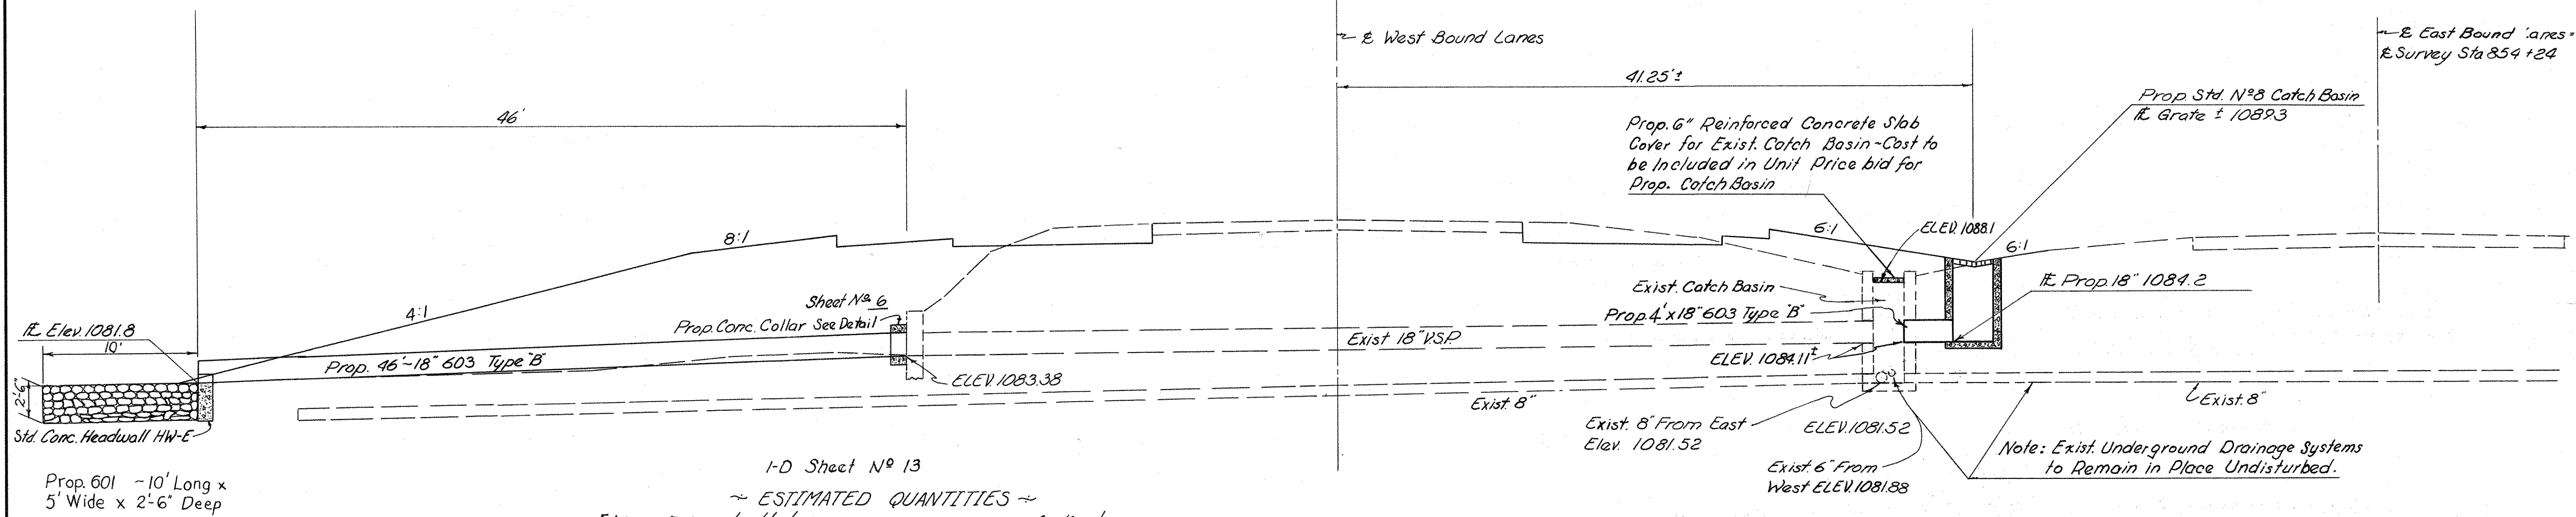 ℄ West Bound Lanes
℄ East Bound Lanes =
℄ Survey Sta 854+24
41.25' ±
46'
Prop. Std. Nº 8 Catch Basin
℄ Grate ± 1089.3
Prop. 6" Reinforced Concrete Slab
Cover for Exist. Catch Basin ~ Cost to
be Included in Unit Price bid for
Prop. Catch Basin
8:1
6:1
ELEV. 1088.1
6:1
4:1
Sheet Nº 6
Prop. Conc. Collar See Detail
Exist. Catch Basin
℄ Prop. 18" 1084.2
Prop. 4' x 18" 603 Type "B"
℄ Elev. 1081.8
10'
Prop. 46' ~ 18" 603 Type "B"
Exist 18" V.S.P.
ELEV. 1084.11 ±
ELEV. 1083.38
2'-6"
Exist. 8"
Exist. 8"
Std. Conc. Headwall HW-E
Exist. 8" From East
Elev. 1081.52
ELEV. 1081.52
Note: Exist. Underground Drainage Systems
to Remain in Place Undisturbed.
Exist. 6" From
West ELEV. 1081.88
Prop. 601 ~ 10' Long x
5' Wide x 2'-6" Deep
1-D Sheet Nº 13
~ ESTIMATED QUANTITIES ~